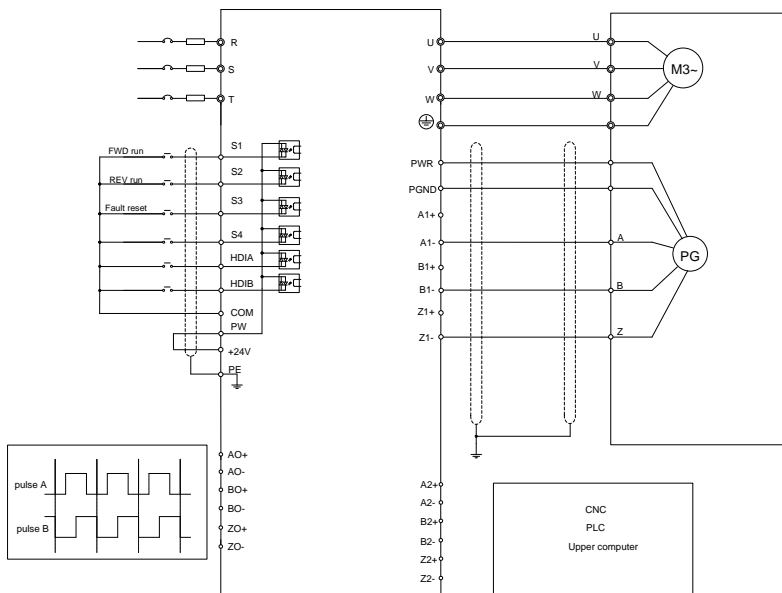 R
S
T
FWD run
REV run
Fault reset
S1
S2
S3
S4
HDIA
HDIB
COM
PW
+24V
PE
pulse A
pulse B
AO+
AO-
BO+
BO-
ZO+
ZO-
U
V
W
PWR
PGND
A1+
A1-
B1+
B1-
Z1+
Z1-
A2+
A2-
B2+
B2-
Z2+
Z2-
U
V
W
M3~
A
B
Z
PG
CNC
PLC
Upper computer